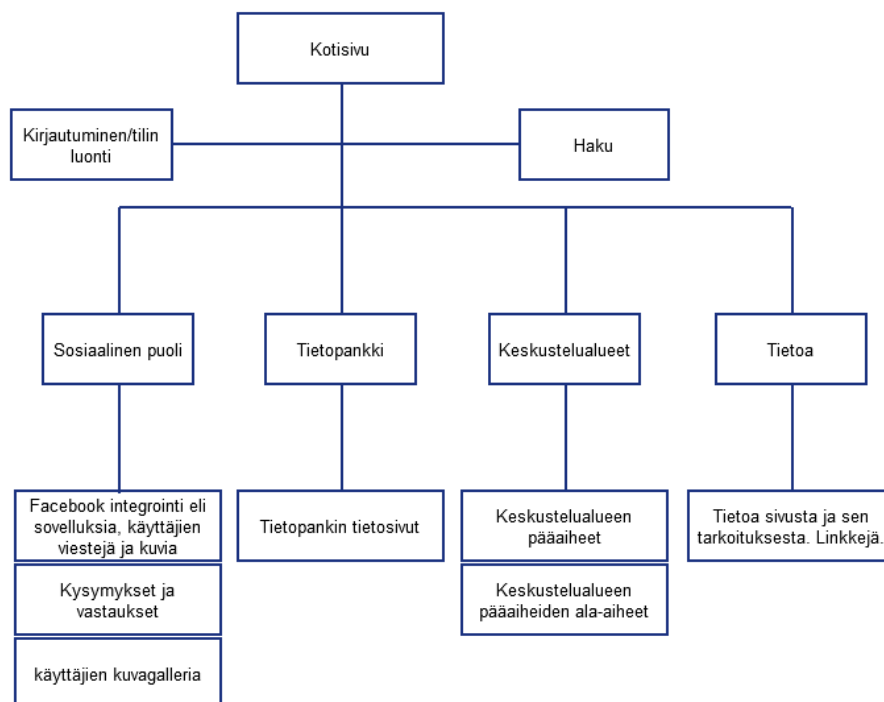 Kotisivu
Kirjautuminen/tilin
luonti
Haku
Sosiaalinen puoli
Tietopankki
Keskustelualueet
Tietoa
Facebook integrointi eli
sovelluksia, käyttäjien
viestejä ja kuvia
Tietopankin tietosivut
Keskustelualueen
pääaiheet
Tietoa sivusta ja sen
tarkoituksesta. Linkkejä.
Kysymykset ja
vastaukset
Keskustelualueen
pääaiheiden ala-aiheet
käyttäjien kuvagalleria